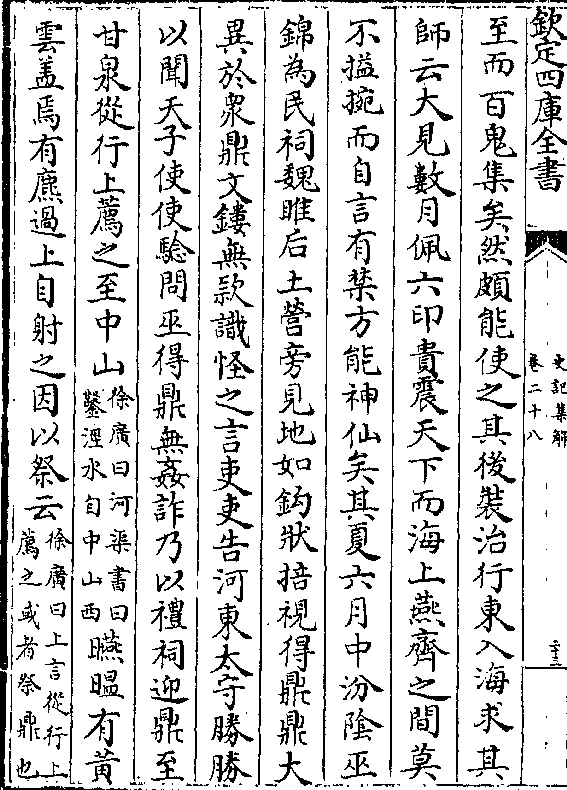 欽定四庫全書
史記集解
卷二十八
二十三
至而百鬼集矣然頗能使之其後裝治行東入海求其
師云大見數月佩六印貴震天下而海上燕齊之間莫
不搤捥而自言有禁方能神仙矣其夏六月中汾陰巫
錦為民祠魏脽后土營旁見地如鉤狀掊視得鼎鼎大
異於衆鼎文鏤無款識怪之言吏吏告河東太守勝勝
以聞天子使使驗問巫得鼎無姦詐乃以禮祠迎鼎至
甘泉從行上薦之至中山徐廣曰河渠書曰鑿涇水自中山西曣㬈有黃
雲蓋焉有麃過上自射之因以祭云徐廣曰上言從行上薦之或者祭鼎也